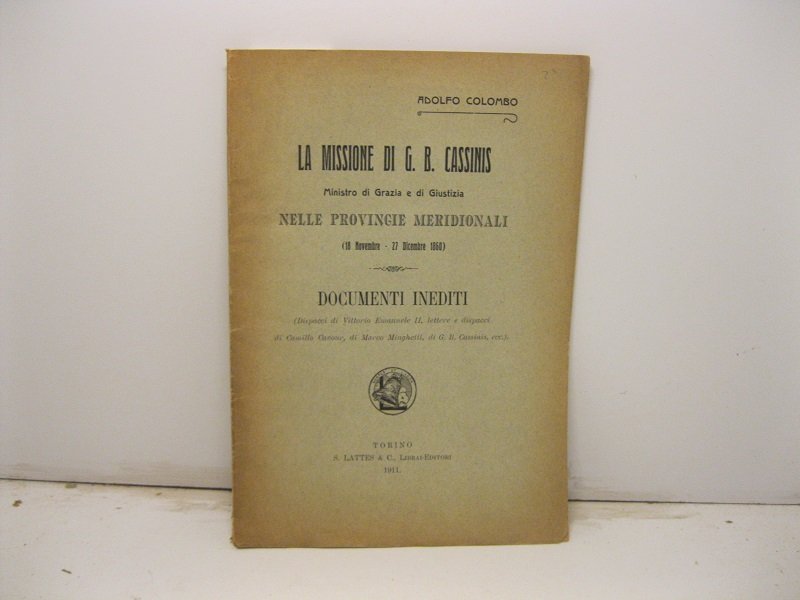 ADOLFO COLOMBO
LA MISSIONE DI G. B. CASSINIS
Ministro di Grazia e di Giustizia
NELLE PROVINCIE MERIDIONALI
(18 Novembre - 27 Dicembre 1860)
DOCUMENTI INEDITI
(Dispacci di Vittorio Emanuele II, lettere e dispacci
di Camillo Cavour, di Marco Minghetti, di G. B. Cassinis, ecc.).
TORINO
S. LATTES & C., LIBRAI-EDITORI
1911.